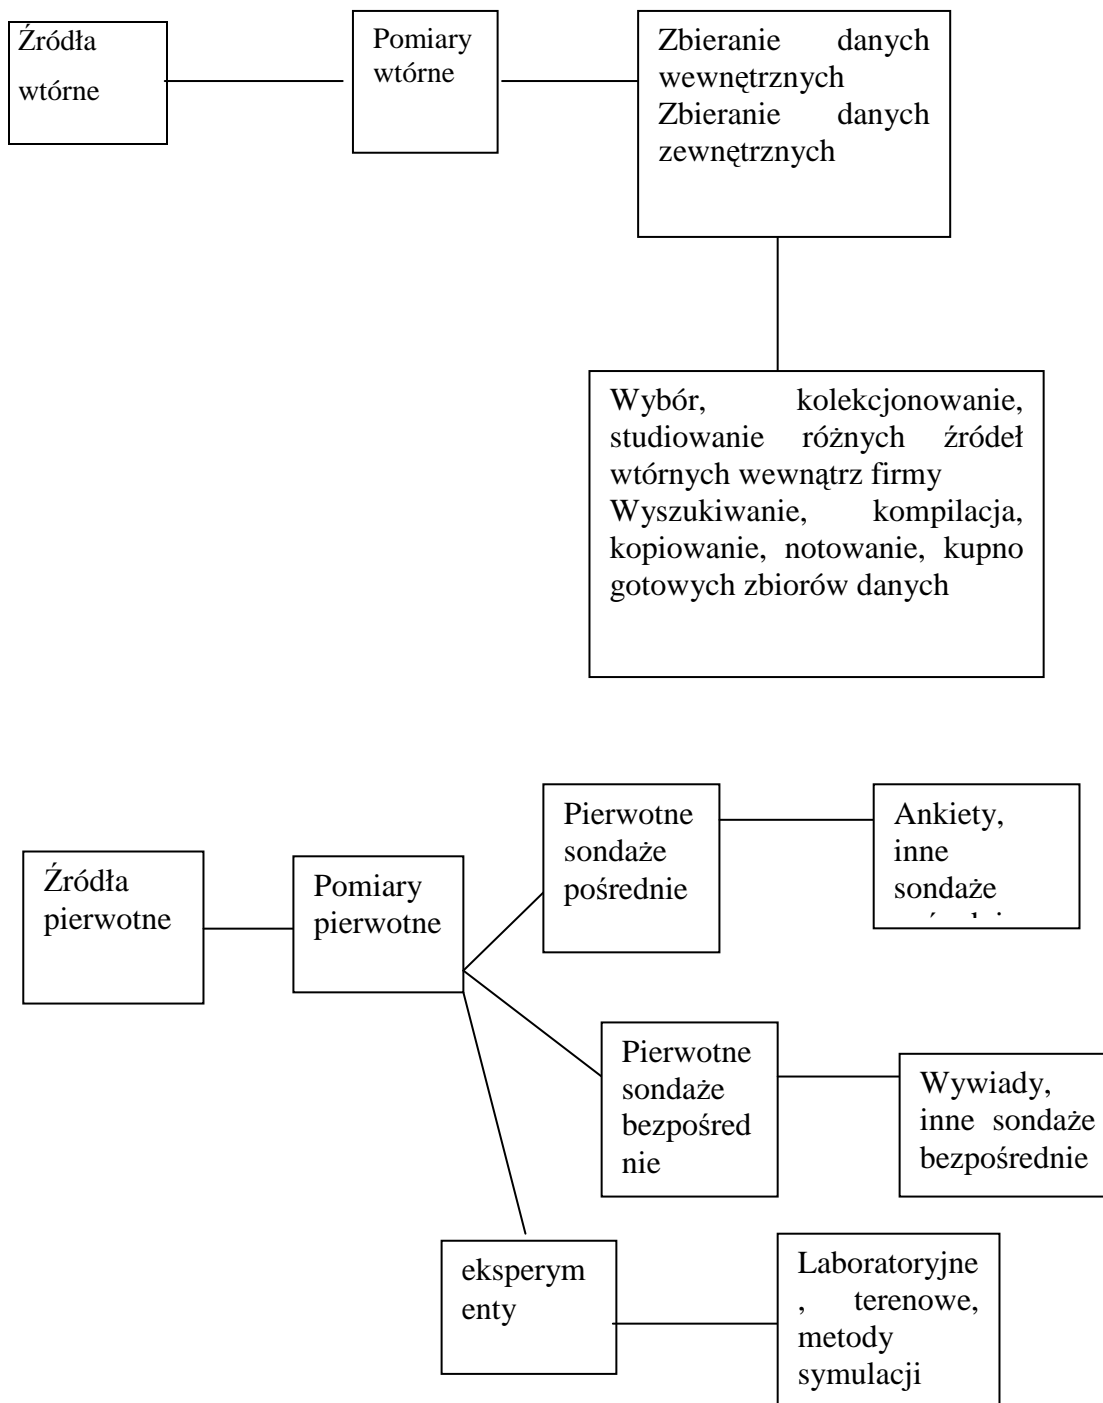 Źródła
wtórne
Pomiary
wtórne
Zbieranie danych
wewnętrznych
Zbieranie danych
zewnętrznych
Wybór, kolekcjonowanie,
studiowanie różnych źródeł
wtórnych wewnątrz firmy
Wyszukiwanie, kompilacja,
kopiowanie, notowanie, kupno
gotowych zbiorów danych
Źródła
pierwotne
Pomiary
pierwotne
Pierwotne
sondaże
pośrednie
Ankiety,
inne
sondaże
Pierwotne
sondaże
bezpośred
nie
Wywiady,
inne sondaże
bezpośrednie
eksperym
enty
Laboratoryjne
, terenowe,
metody
symulacji